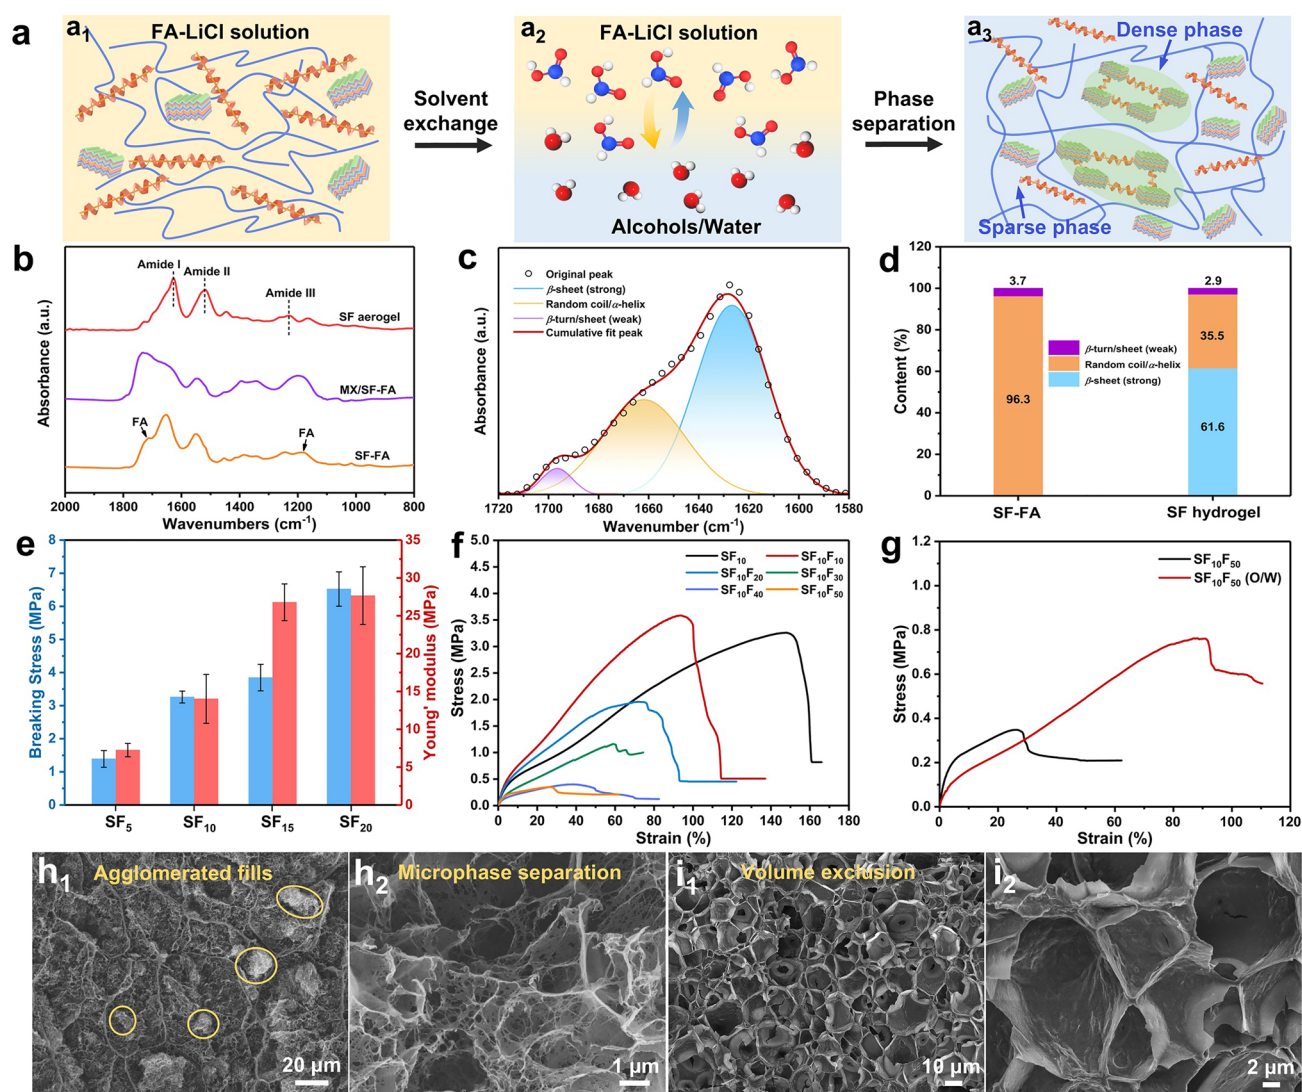 a
a1
FA-LiCl solution
Solvent
exchange
a2
FA-LiCl solution
Alcohols/Water
Phase
separation
a3
Dense phase
Sparse phase
b
Amide I
Amide II
Amide III
SF aerogel
MX/SF-FA
FA
FA
SF-FA
Absorbance (a.u.)
2000 1800 1600 1400 1200 1000 800
Wavenumbers (cm⁻¹)
c
Original peak
β-sheet (strong)
Random coil/α-helix
β-turn/sheet (weak)
Cumulative fit peak
Absorbance (a.u.)
1720 1700 1680 1660 1640 1620 1600 1580
Wavenumber (cm⁻¹)
d
120
100
80
60
40
20
0
Content (%)
3.7
96.3
2.9
35.5
61.6
β-turn/sheet (weak)
Random coil/α-helix
β-sheet (strong)
SF-FA
SF hydrogel
e
8
7
6
5
4
3
2
1
0
Breaking Stress (MPa)
35
30
25
20
15
10
5
0
Young' modulus (MPa)
SF₅ SF₁₀ SF₁₅ SF₂₀
f
5.0
4.5
4.0
3.5
3.0
2.5
2.0
1.5
1.0
0.5
0.0
Stress (MPa)
SF₁₀ SF₁₀F₁₀
SF₁₀F₂₀ SF₁₀F₃₀
SF₁₀F₄₀ SF₁₀F₅₀
0 20 40 60 80 100 120 140 160 180
Strain (%)
g
1.2
1.0
0.8
0.6
0.4
0.2
0.0
Stress (MPa)
SF₁₀F₅₀
SF₁₀F₅₀ (O/W)
0 20 40 60 80 100 120
Strain (%)
h₁
Agglomerated fills
20 μm
h₂
Microphase separation
1 μm
i₁
Volume exclusion
10 μm
i₂
2 μm